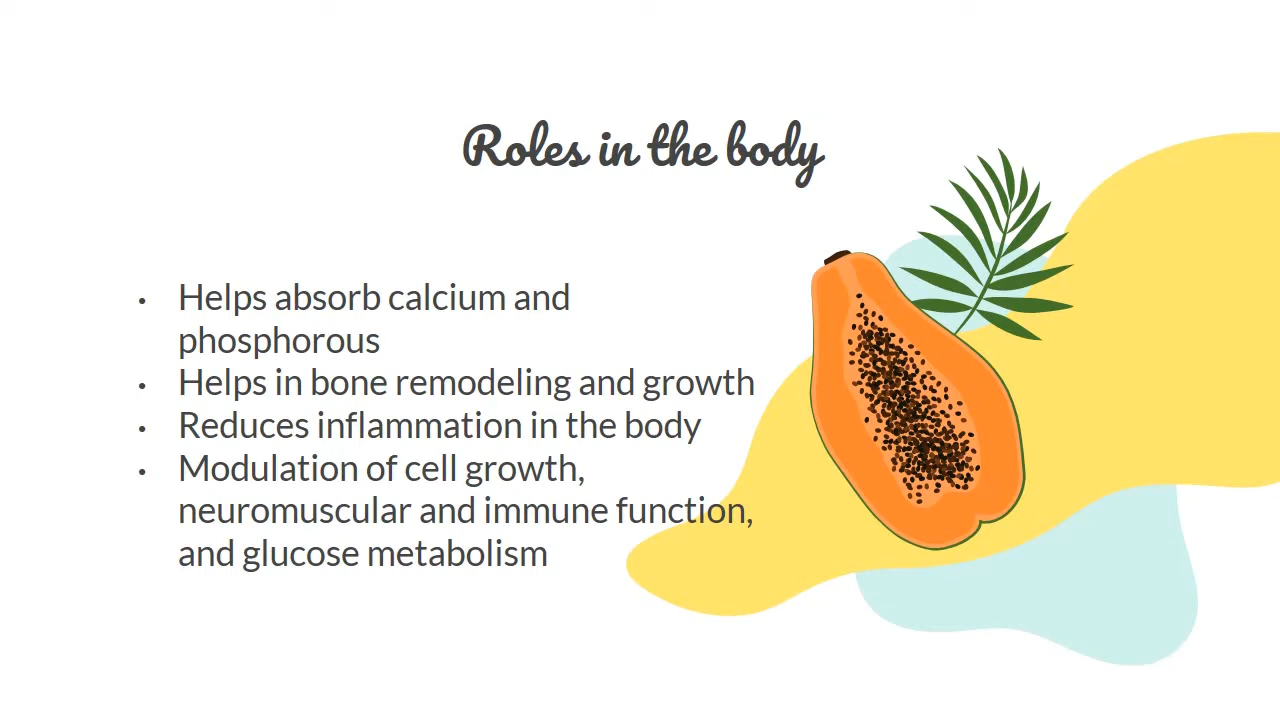 Roles in the body
• Helps absorb calcium and
phosphorous
• Helps in bone remodeling and growth
• Reduces inflammation in the body
• Modulation of cell growth,
neuromuscular and immune function,
and glucose metabolism